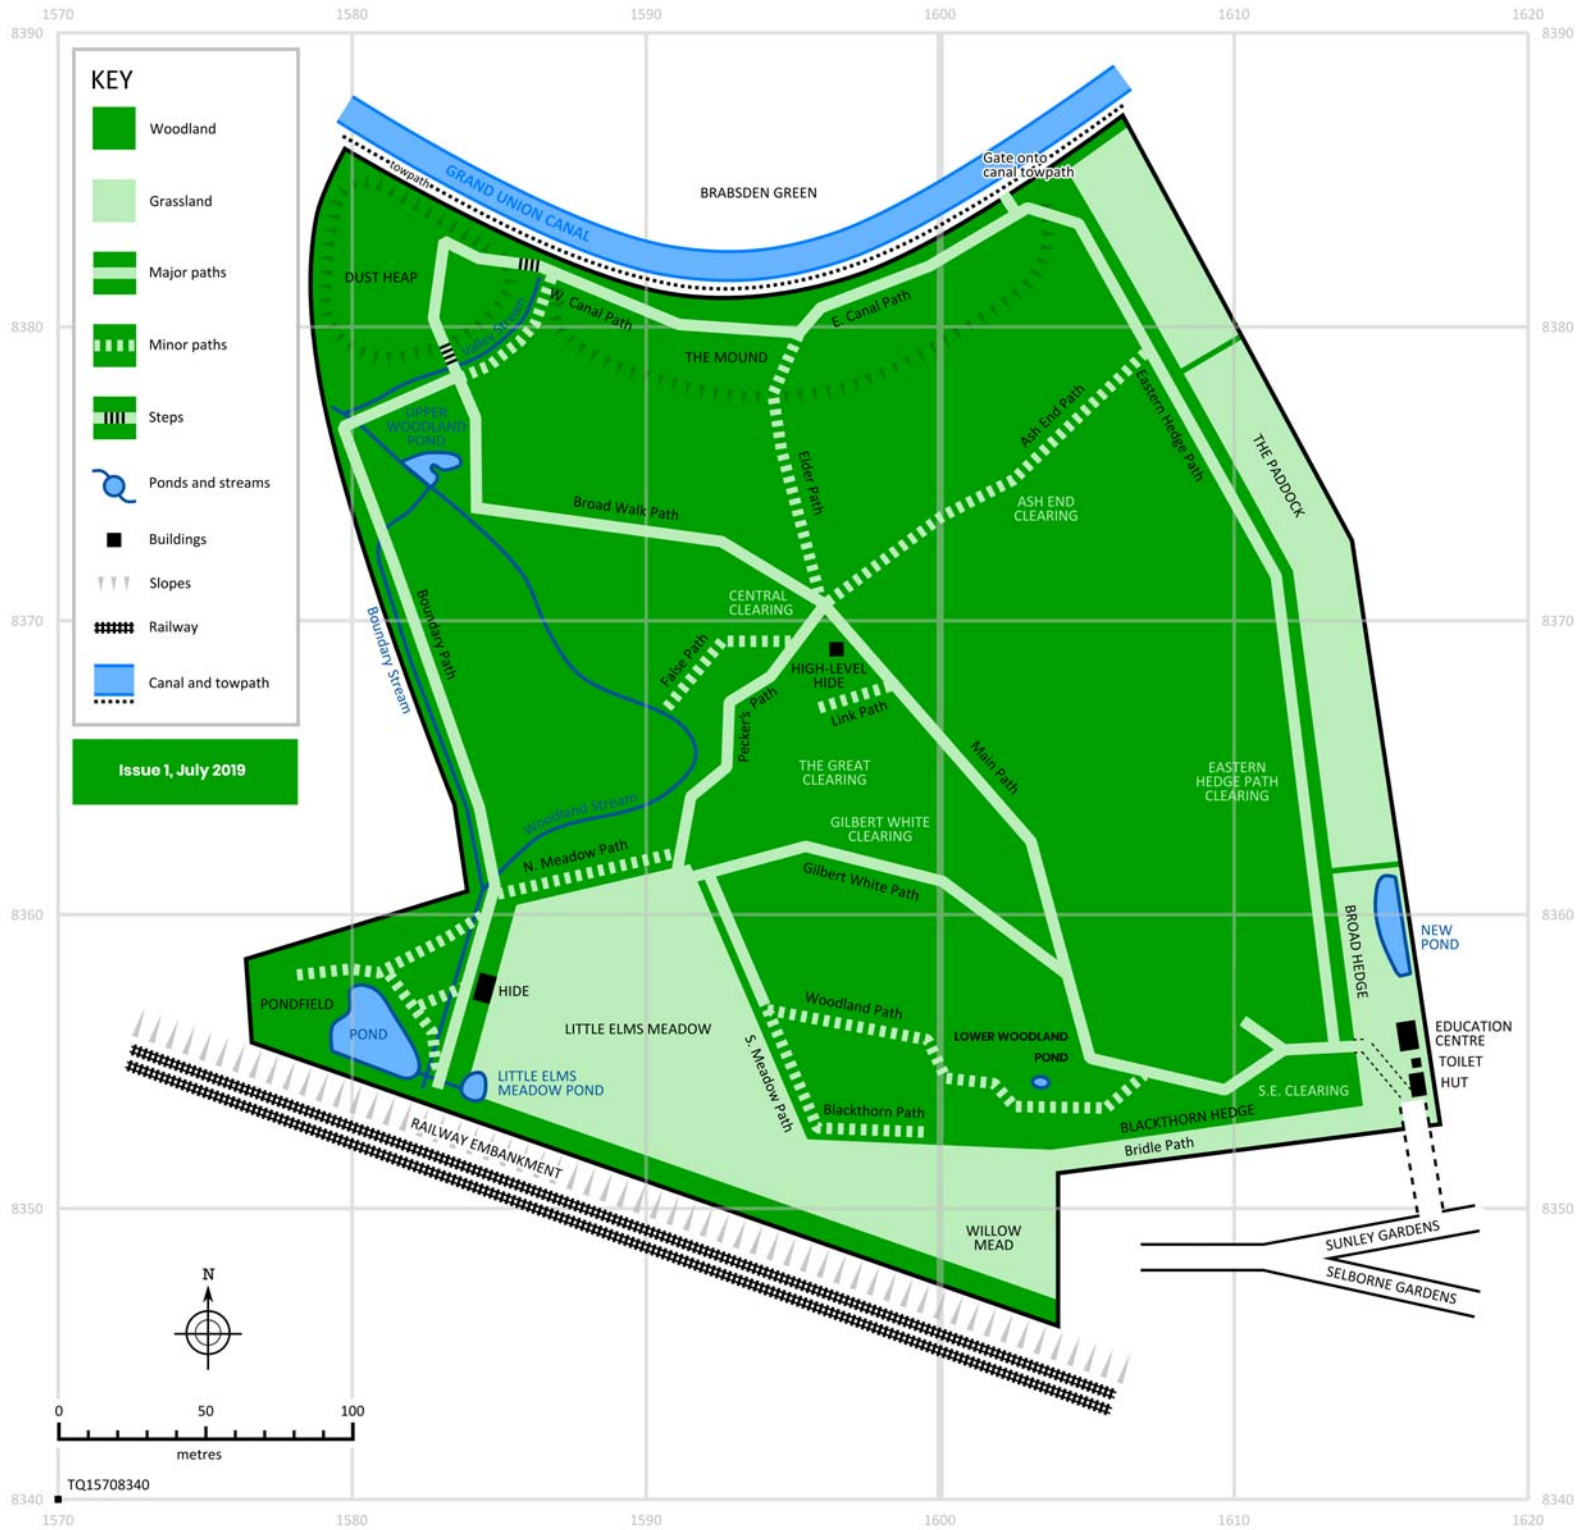 1570
1580
1590
1600
1610
1620
8390
8390
KEY
Woodland
Grassland
Major paths
Minor paths
Steps
Ponds and streams
Buildings
Slopes
Railway
Canal and towpath
Issue 1, July 2019
towpath
GRAND UNION CANAL
BRABSDEN GREEN
Gate onto
canal towpath
DUST HEAP
W. Canal Path
E. Canal Path
Valley Stream
8380
8380
THE MOUND
UPPER
WOODLAND
POND
Elder Path
Ash End Path
Eastern Hedge Path
THE PADDOCK
ASH END
CLEARING
Broad Walk Path
CENTRAL
CLEARING
Boundary Path
Boundary Stream
8370
8370
False Path
HIGH-LEVEL
HIDE
Link Path
Pecker's Path
Main Path
THE GREAT
CLEARING
EASTERN
HEDGE PATH
CLEARING
Woodland Stream
GILBERT WHITE
CLEARING
N. Meadow Path
Gilbert White Path
8360
8360
BROAD HEDGE
NEW
POND
HIDE
PONDFIELD
POND
LITTLE ELMS MEADOW
Woodland Path
LOWER WOODLAND
POND
EDUCATION
CENTRE
TOILET
HUT
LITTLE ELMS
MEADOW POND
S. Meadow Path
S.E. CLEARING
Blackthorn Path
BLACKTHORN HEDGE
Bridle Path
RAILWAY EMBANKMENT
8350
8350
WILLOW
MEAD
SUNLEY GARDENS
SELBORNE GARDENS
N
0
50
100
metres
TQ15708340
8340
8340
1570
1580
1590
1600
1610
1620